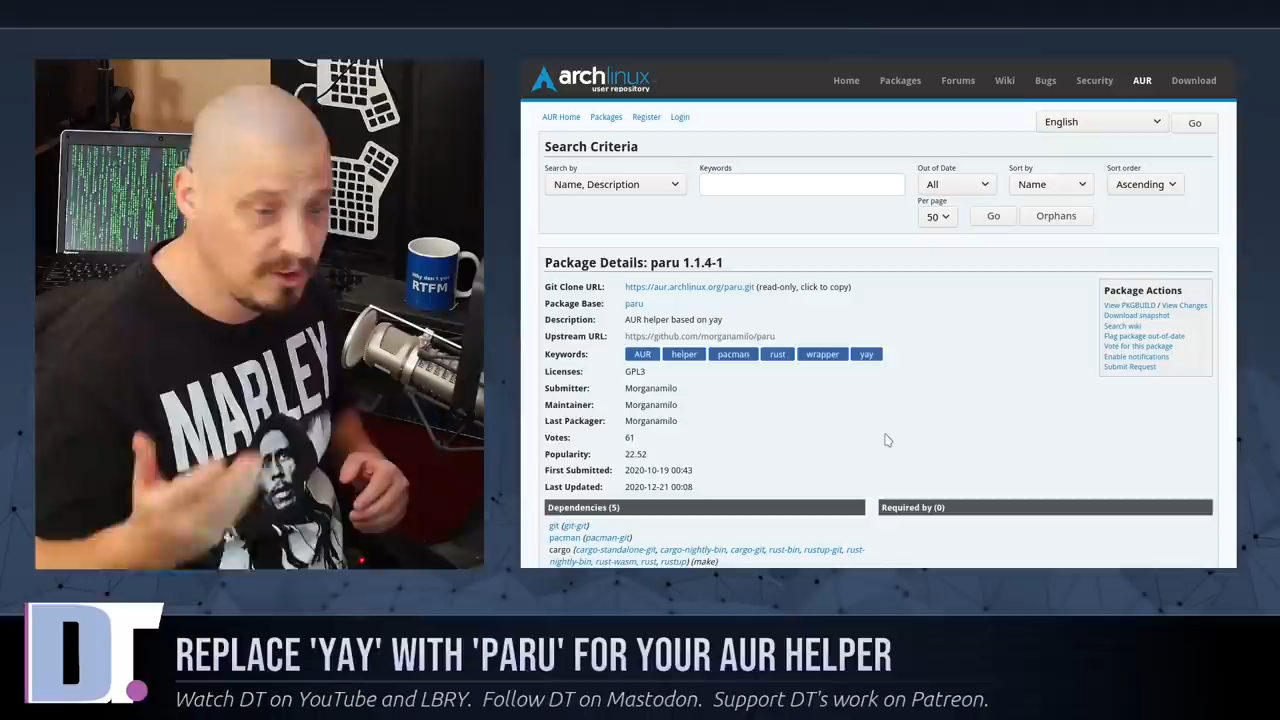 MARLEY
Why don't you
RTFM
archlinux
user repository
Home Packages Forums Wiki Bugs Security AUR Download
AUR Home Packages Register Login
English Go
Search Criteria
Search by Keywords Out of Date Sort by Sort order
Name, Description All Name Ascending
Per page
50 Go Orphans
Package Details: paru 1.1.4-1
Git Clone URL: https://aur.archlinux.org/paru.git (read-only, click to copy)
Package Base: paru
Description: AUR helper based on yay
Upstream URL: https://github.com/morganamilo/paru
Keywords: AUR helper pacman rust wrapper yay
Licenses: GPL3
Submitter: Morganamilo
Maintainer: Morganamilo
Last Packager: Morganamilo
Votes: 61
Popularity: 22.52
First Submitted: 2020-10-19 00:43
Last Updated: 2020-12-21 00:08
Package Actions
View PKGBUILD / View Changes
Download snapshot
Search wiki
Flag package out-of-date
Vote for this package
Enable notifications
Submit Request
Dependencies (5) Required by (0)
git (git-git)
pacman (pacman-git)
cargo (cargo-standalone-git, cargo-nightly-bin, cargo-git, rust-bin, rustup-git, rust-
nightly-bin, rust-wasm, rust, rustup) (make)
DT.
REPLACE 'YAY' WITH 'PARU' FOR YOUR AUR HELPER
Watch DT on YouTube and LBRY. Follow DT on Mastodon. Support DT's work on Patreon.